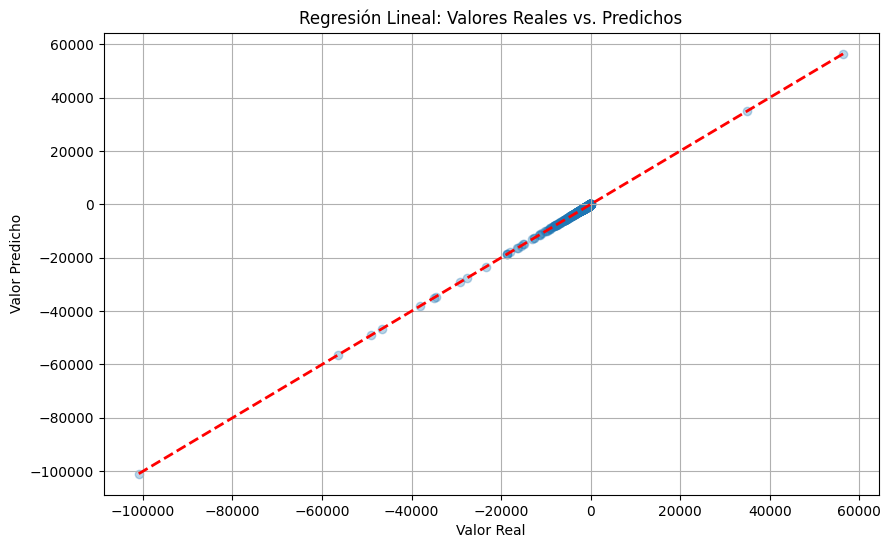 Regresión Lineal: Valores Reales vs. Predichos
60000
40000
20000
0
−20000
−40000
−60000
−80000
−100000
Valor Predicho
−100000 −80000 −60000 −40000 −20000 0 20000 40000 60000
Valor Real